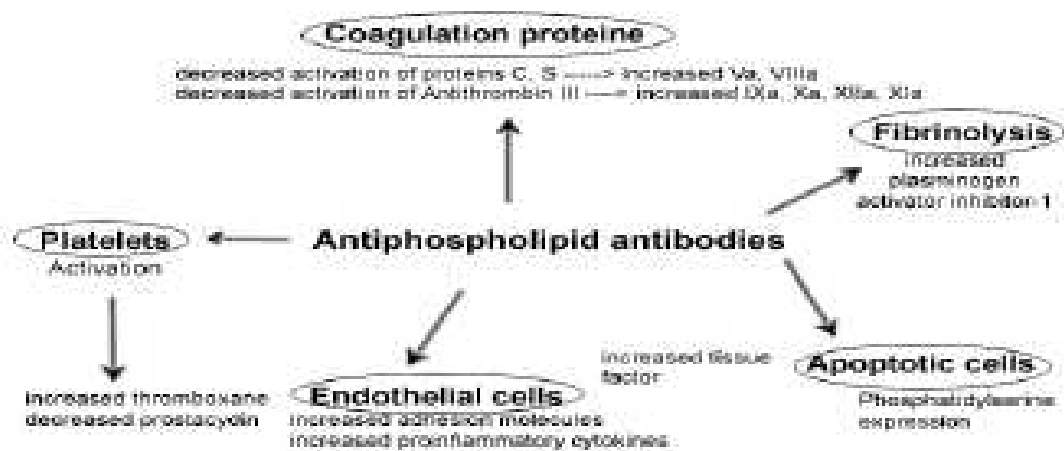 Coagulation proteine
decreased activation of proteins C, S -----> increased Va, VIIIa
decreased activation of Antithrombin III ----> increased IXa, Xa, XIIa, XIa
Fibrinolysis
increased
plasminogen
activator inhibitor-1
Platelets
Activation
Antiphospholipid antibodies
increased thromboxane
decreased prostacyclin
Endothelial cells
increased adhesion molecules
increased proinflammatory cytokines
increased tissue
factor
Apoptotic cells
Phosphatidylserine
expression